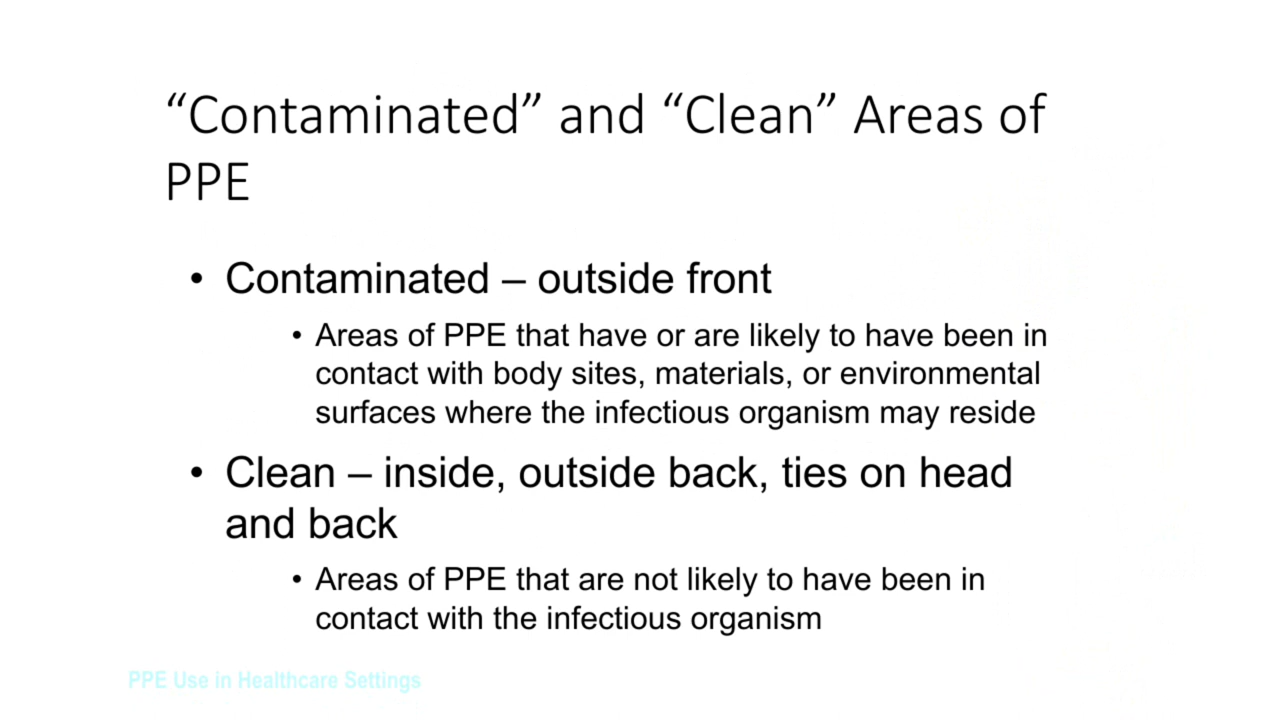 “Contaminated” and “Clean” Areas of
PPE
• Contaminated – outside front
• Areas of PPE that have or are likely to have been in
contact with body sites, materials, or environmental
surfaces where the infectious organism may reside
• Clean – inside, outside back, ties on head
and back
• Areas of PPE that are not likely to have been in
contact with the infectious organism
PPE Use in Healthcare Settings